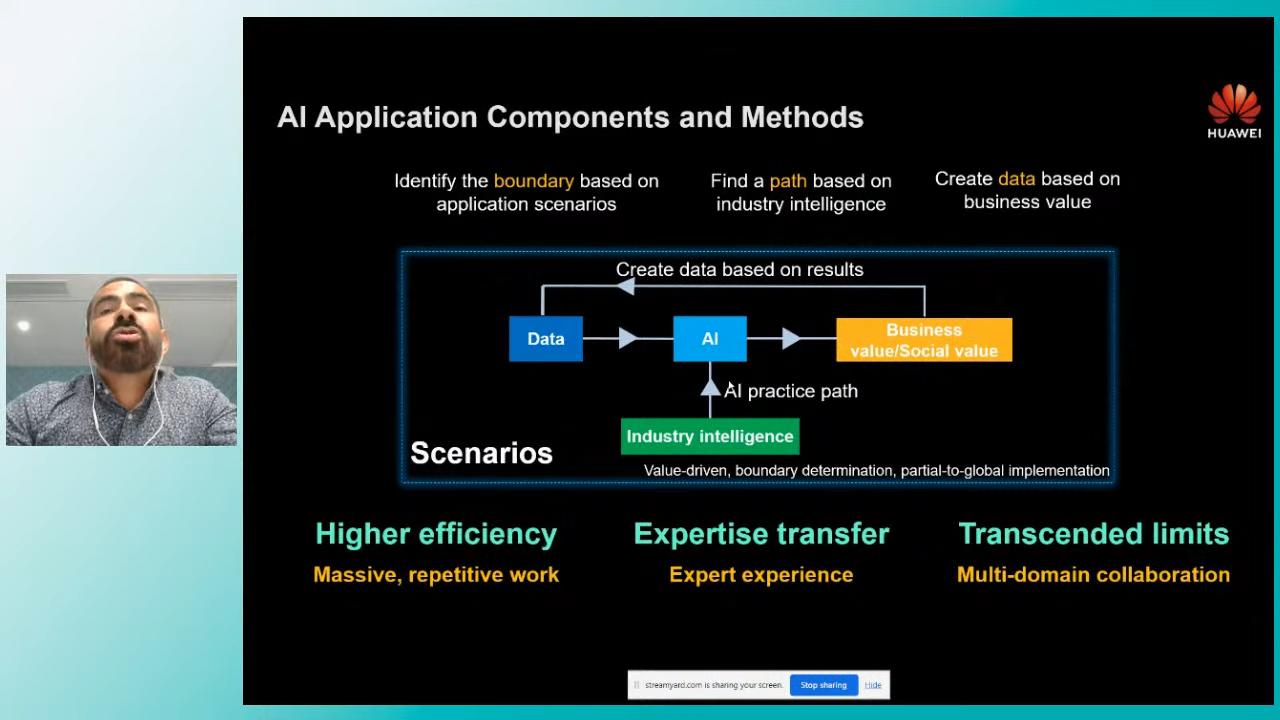 AI Application Components and Methods
HUAWEI
Identify the boundary based on
application scenarios
Find a path based on
industry intelligence
Create data based on
business value
Create data based on results
Data
AI
Business
value/Social value
AI practice path
Industry intelligence
Scenarios
Value-driven, boundary determination, partial-to-global implementation
Higher efficiency
Expertise transfer
Transcended limits
Massive, repetitive work
Expert experience
Multi-domain collaboration
streamyard.com is sharing your screen.
Stop sharing
Hide